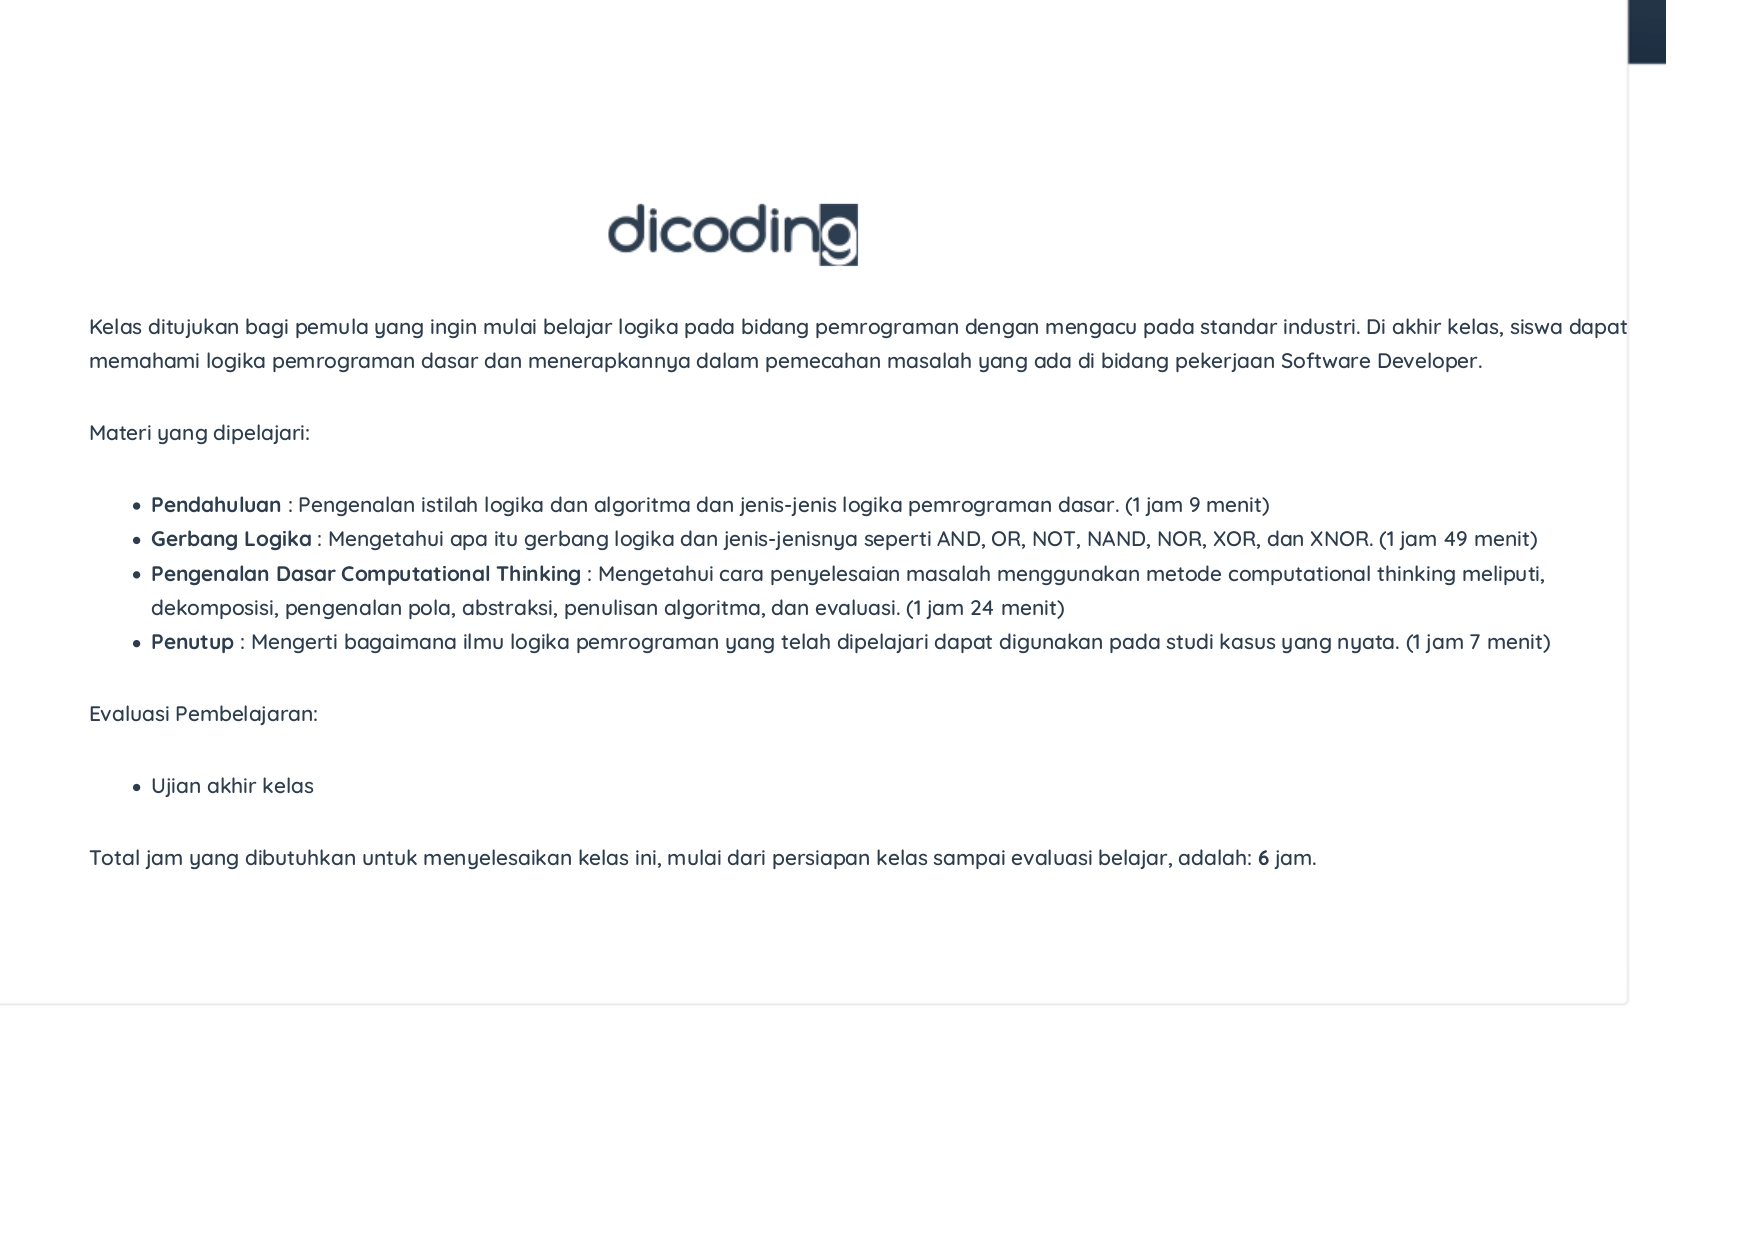 dicoding
Kelas ditujukan bagi pemula yang ingin mulai belajar logika pada bidang pemrograman dengan mengacu pada standar industri. Di akhir kelas, siswa dapat
memahami logika pemrograman dasar dan menerapkannya dalam pemecahan masalah yang ada di bidang pekerjaan Software Developer.
Materi yang dipelajari:
• Pendahuluan : Pengenalan istilah logika dan algoritma dan jenis-jenis logika pemrograman dasar. (1 jam 9 menit)
• Gerbang Logika : Mengetahui apa itu gerbang logika dan jenis-jenisnya seperti AND, OR, NOT, NAND, NOR, XOR, dan XNOR. (1 jam 49 menit)
• Pengenalan Dasar Computational Thinking : Mengetahui cara penyelesaian masalah menggunakan metode computational thinking meliputi,
dekomposisi, pengenalan pola, abstraksi, penulisan algoritma, dan evaluasi. (1 jam 24 menit)
• Penutup : Mengerti bagaimana ilmu logika pemrograman yang telah dipelajari dapat digunakan pada studi kasus yang nyata. (1 jam 7 menit)
Evaluasi Pembelajaran:
• Ujian akhir kelas
Total jam yang dibutuhkan untuk menyelesaikan kelas ini, mulai dari persiapan kelas sampai evaluasi belajar, adalah: 6 jam.